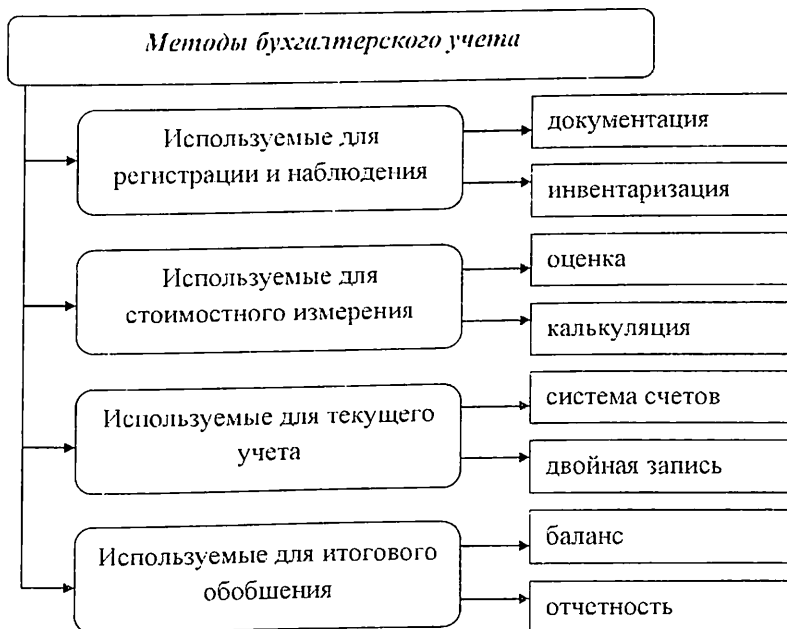 Методы бухгалтерского учета
Используемые для
регистрации и наблюдения
документация
инвентаризация
Используемые для
стоимостного измерения
оценка
калькуляция
Используемые для текущего
учета
система счетов
двойная запись
Используемые для итогового
обобшения
баланс
отчетность